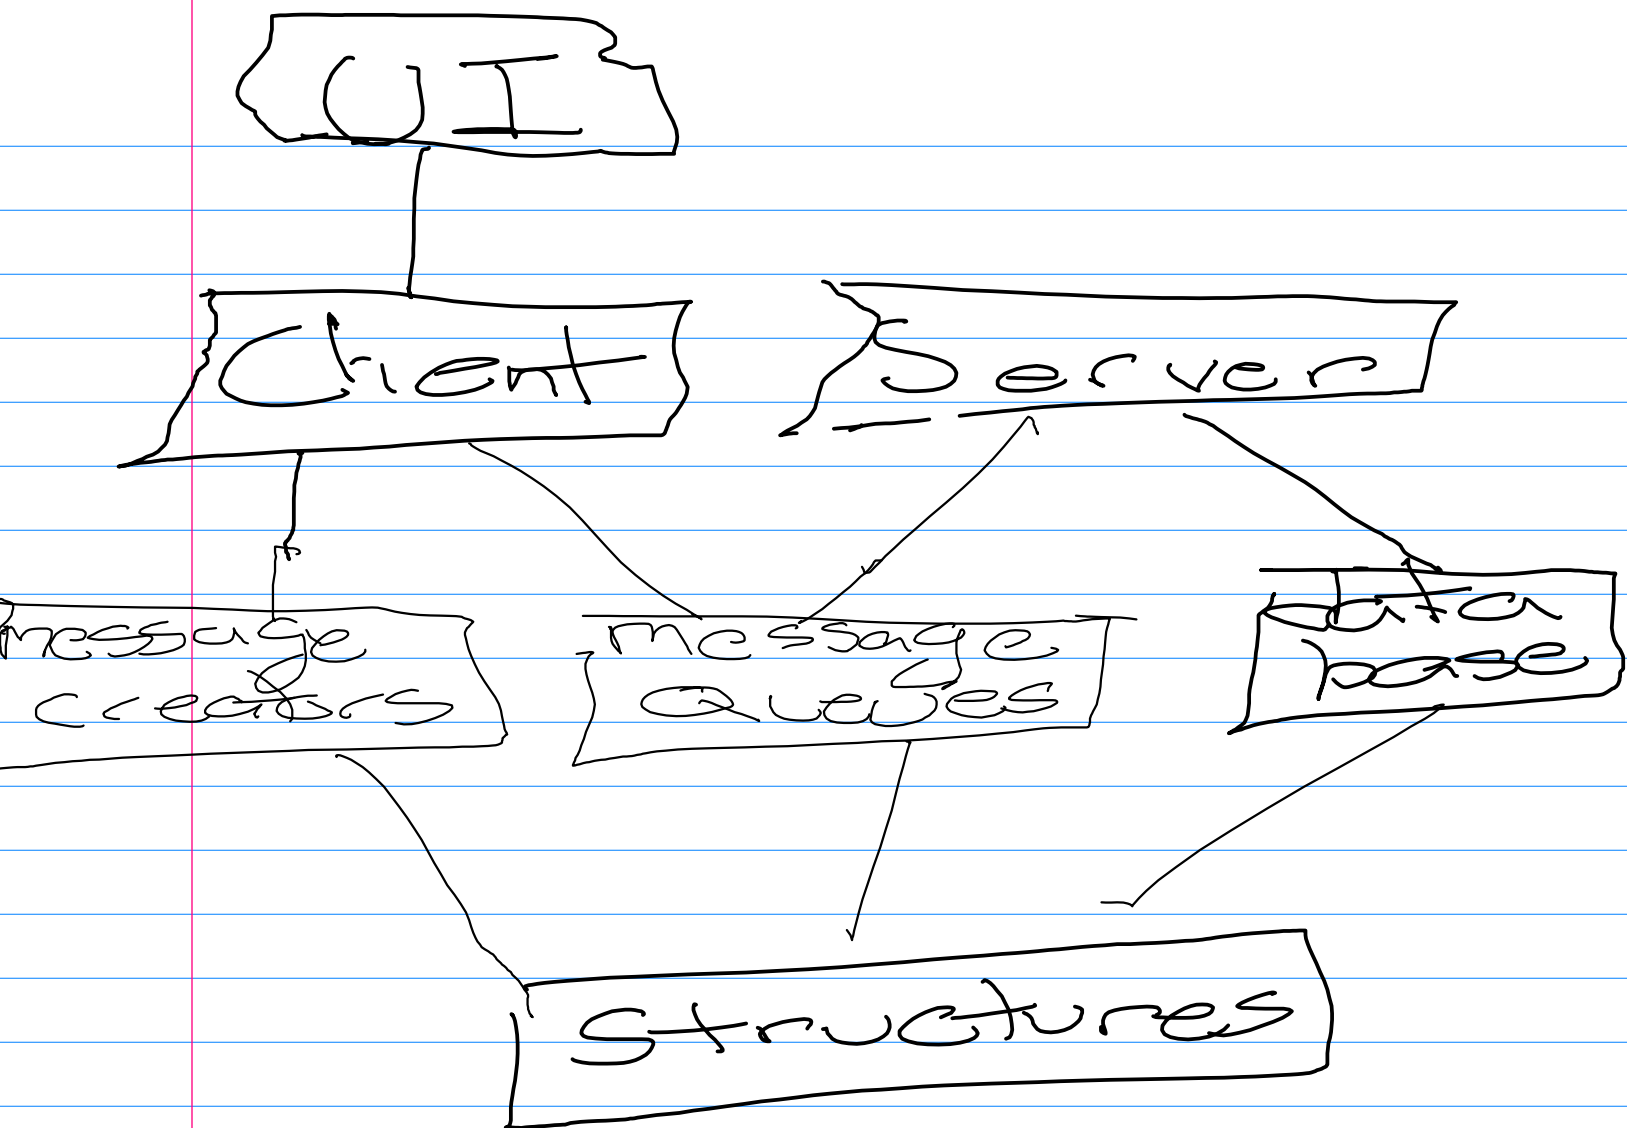 UI
Client
Server
message
creators
message
Queues
data
base
structures